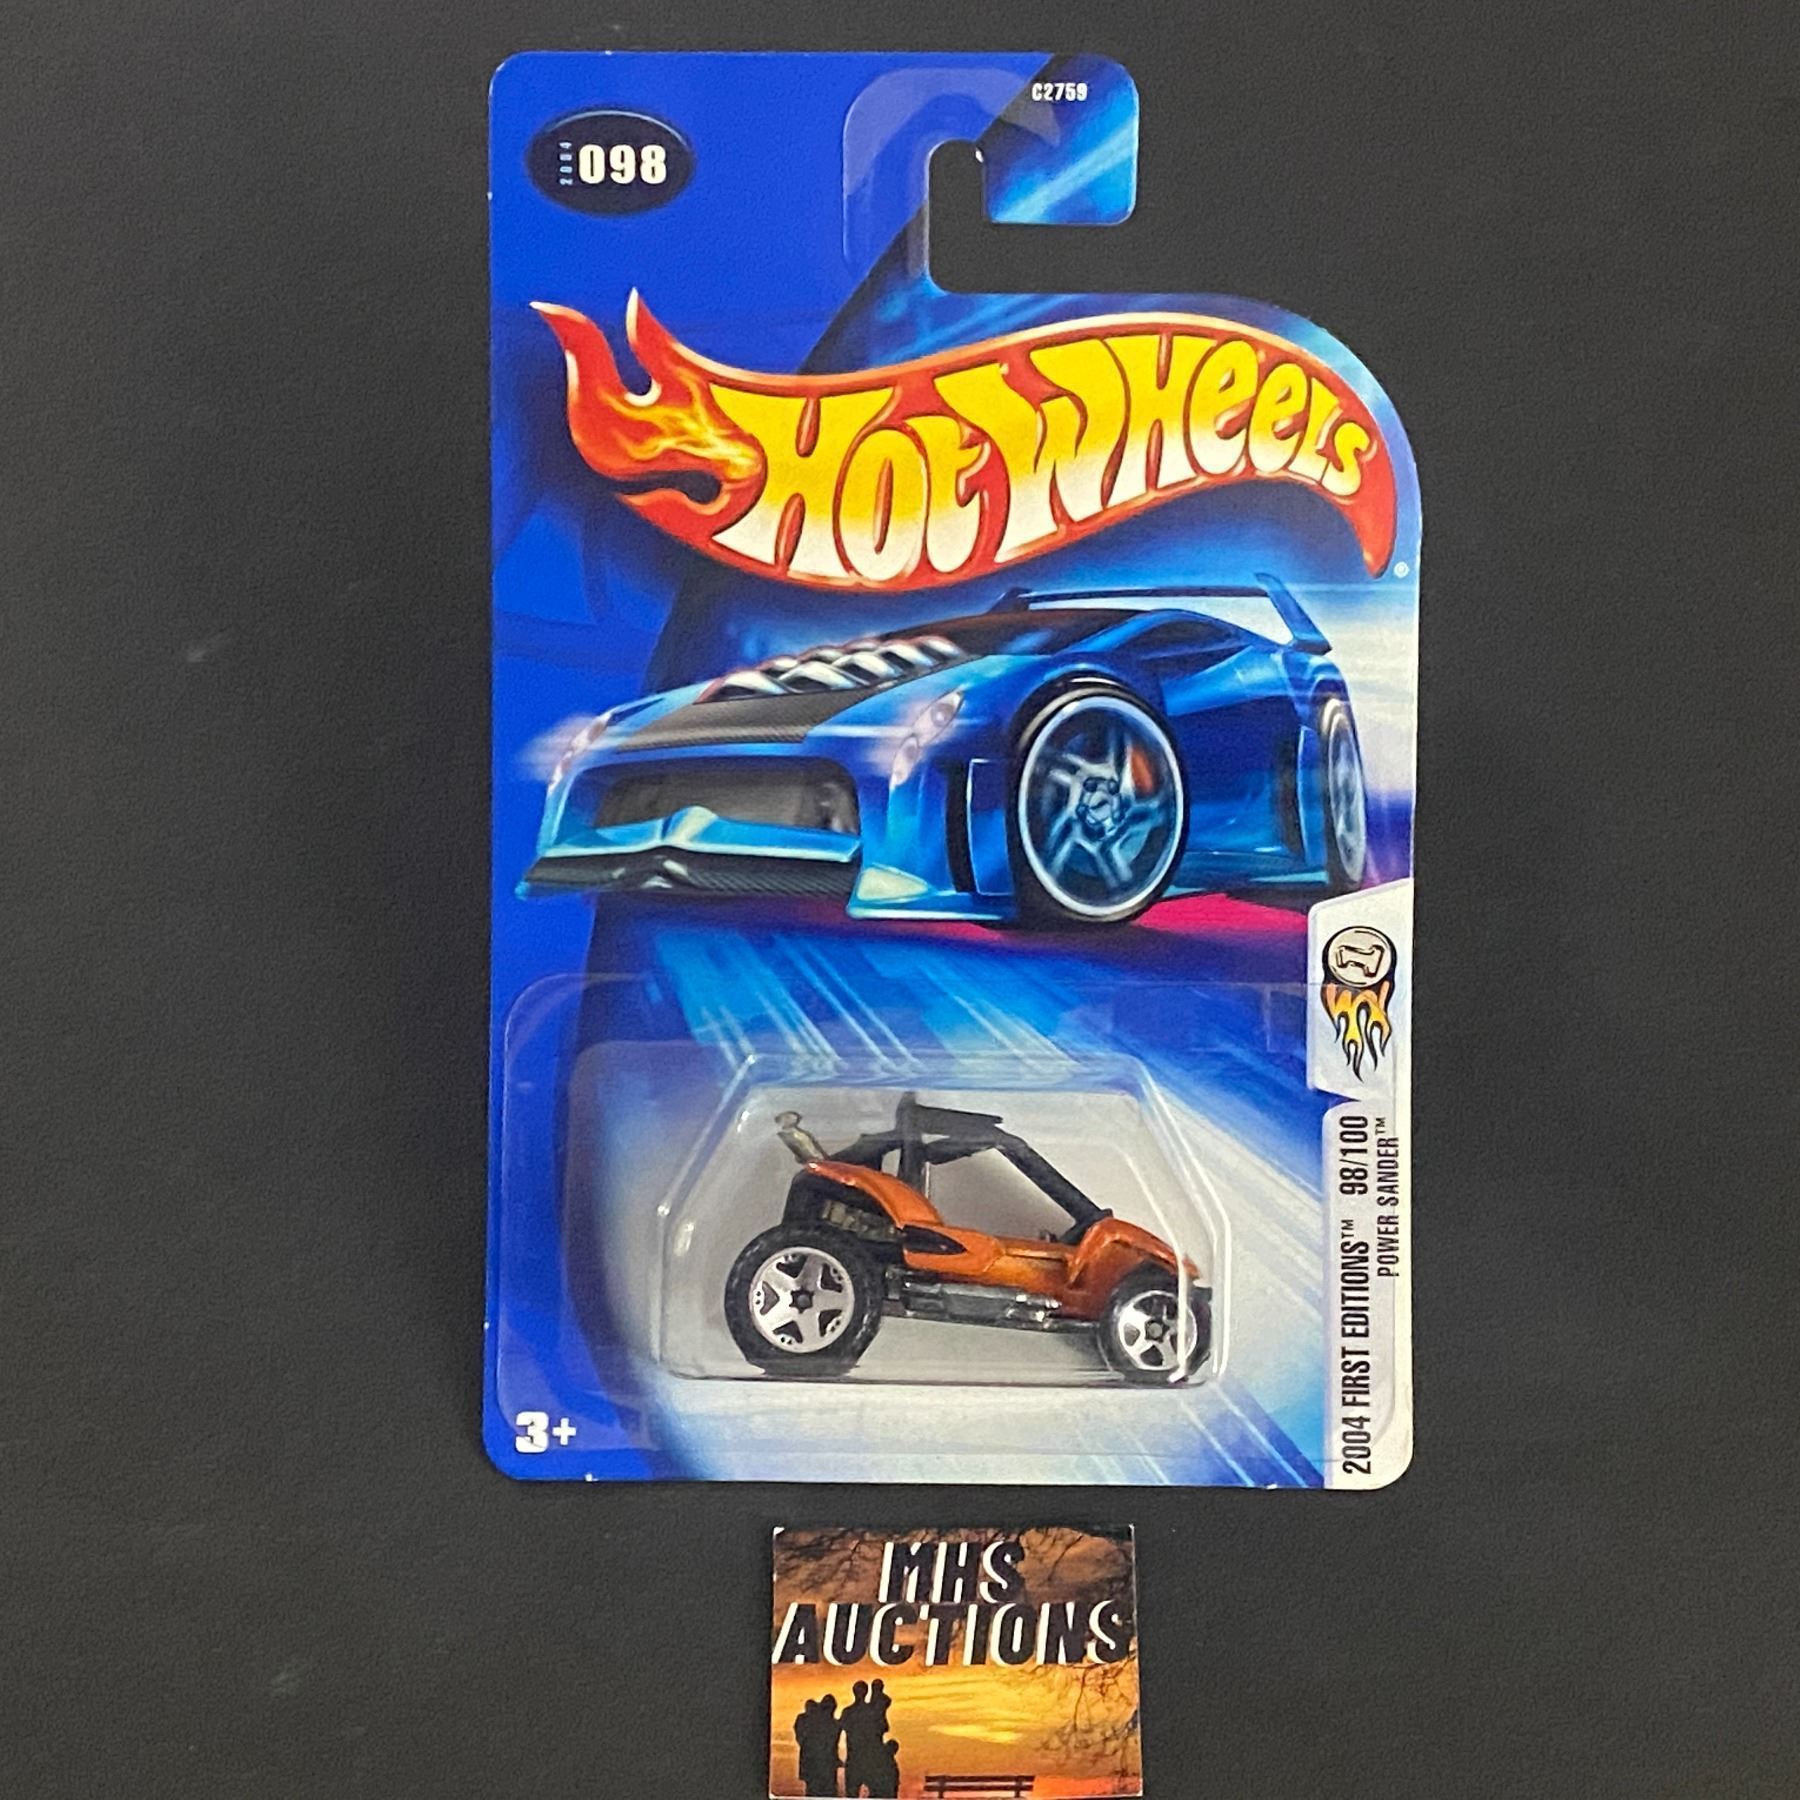 C2759
2004 098
HOT WHEELS
®
2004 FIRST EDITIONS™ 98/100
POWER SANDER™
3+
MHS
AUCTIONS